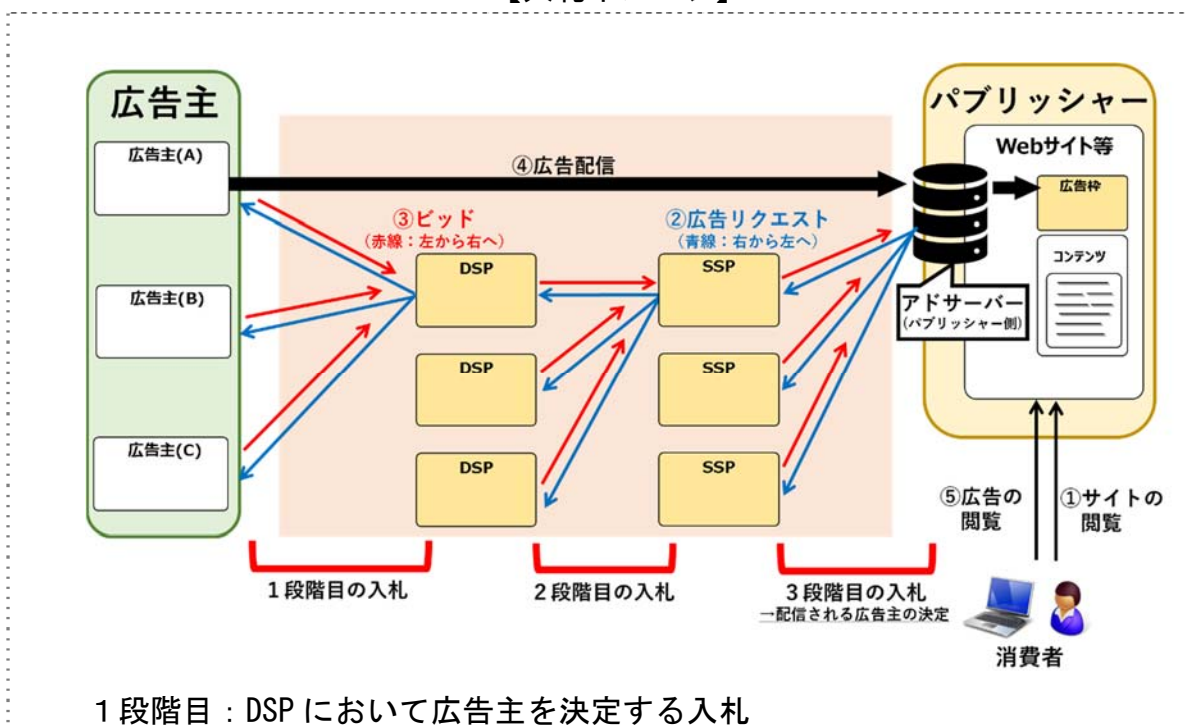 広告主
広告主(A)
広告主(B)
広告主(C)
④広告配信
③ビッド
(赤線：左から右へ)
②広告リクエスト
(青線：右から左へ)
DSP
SSP
DSP
SSP
DSP
SSP
パブリッシャー
Webサイト等
広告枠
コンテンツ
アドサーバー
(パブリッシャー側)
⑤広告の
閲覧
①サイトの
閲覧
消費者
１段階目の入札
２段階目の入札
３段階目の入札
→配信される広告主の決定
１段階目：DSPにおいて広告主を決定する入札